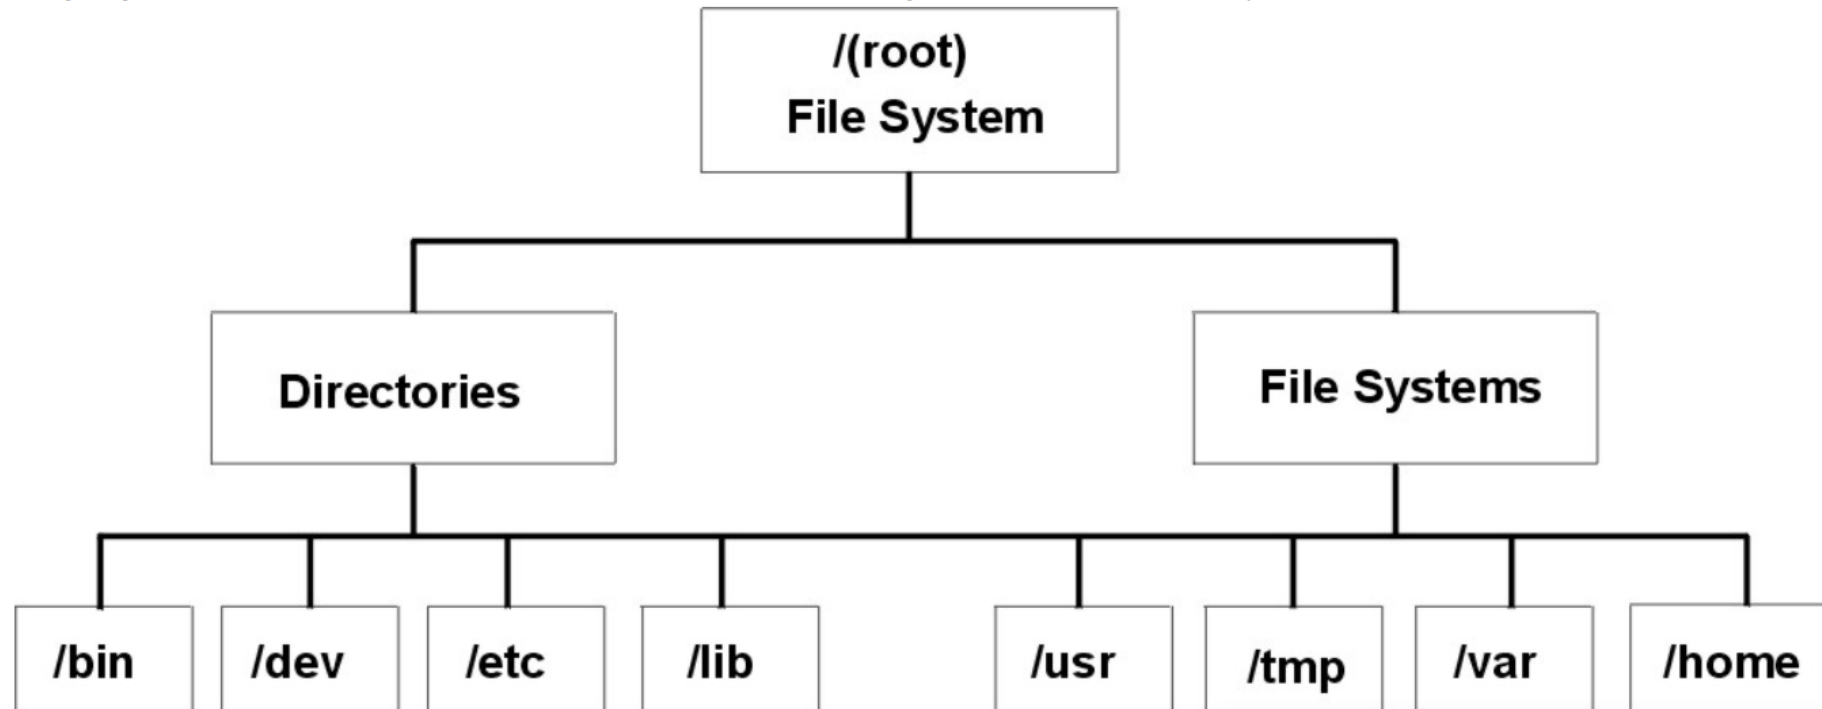 /(root)
File System
Directories
File Systems
/bin
/dev
/etc
/lib
/usr
/tmp
/var
/home